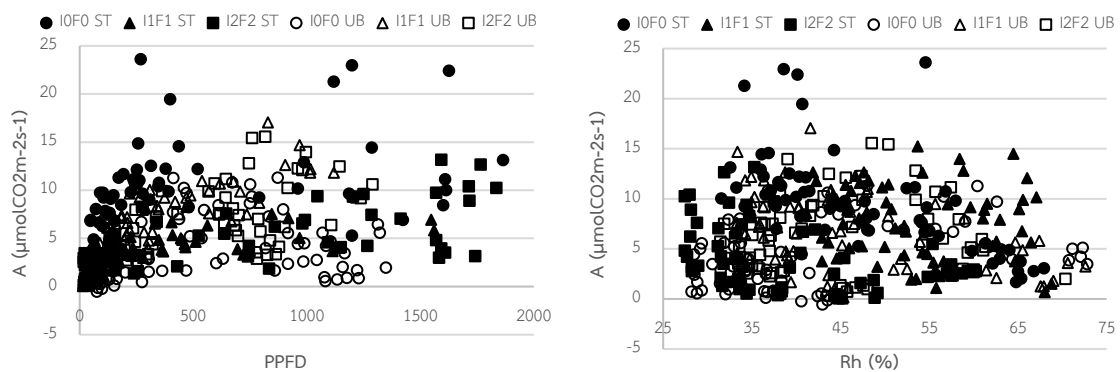 I0F0 ST I1F1 ST I2F2 ST I0F0 UB I1F1 UB I2F2 UB
25
20
15
10
5
0
-5
0 500 1000 1500 2000
A (µmolCO2m-2s-1)
PPFD
I0F0 ST I1F1 ST I2F2 ST I0F0 UB I1F1 UB I2F2 UB
25
20
15
10
5
0
-5
25 35 45 55 65 75
A (µmolCO2m-2s-1)
Rh (%)